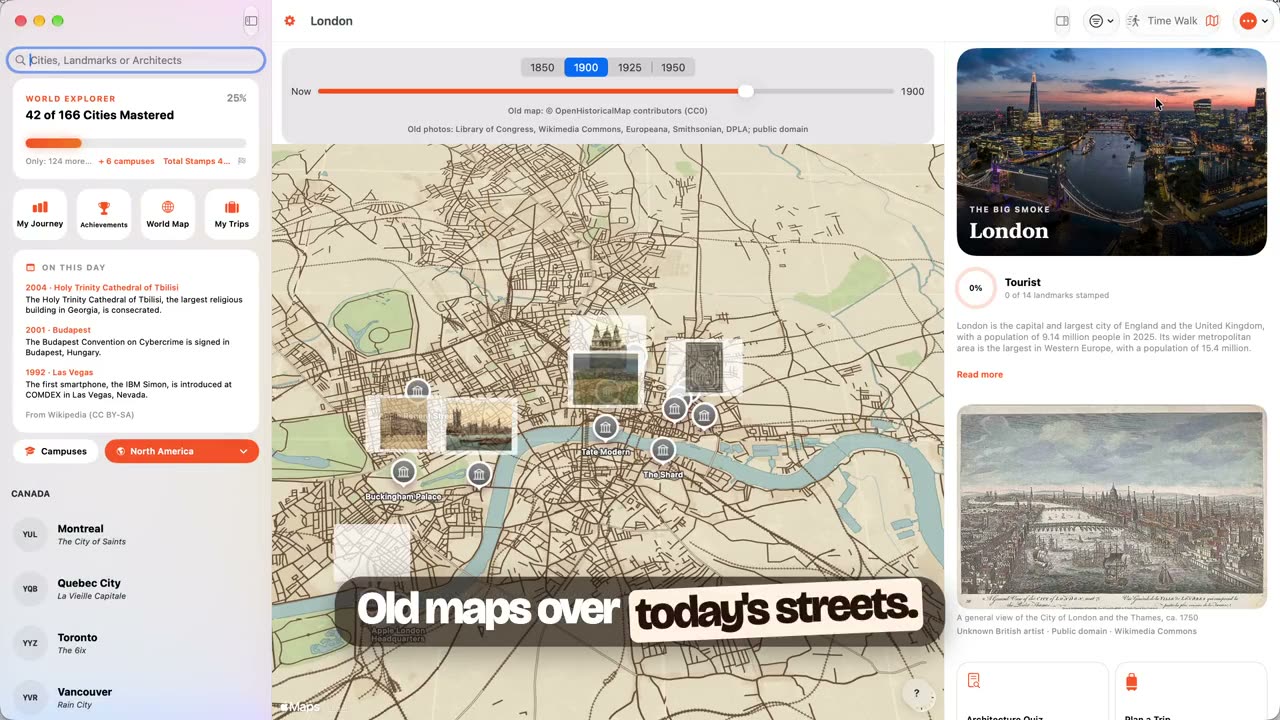 London
Time Walk
Cities, Landmarks or Architects
WORLD EXPLORER
25%
42 of 166 Cities Mastered
Only: 124 more...
+ 6 campuses
Total Stamps 4...
My Journey
Achievements
World Map
My Trips
ON THIS DAY
2004 · Holy Trinity Cathedral of Tbilisi
The Holy Trinity Cathedral of Tbilisi, the largest religious
building in Georgia, is consecrated.
2001 · Budapest
The Budapest Convention on Cybercrime is signed in
Budapest, Hungary.
1992 · Las Vegas
The first smartphone, the IBM Simon, is introduced at
COMDEX in Las Vegas, Nevada.
From Wikipedia (CC BY-SA)
Campuses
North America
CANADA
YUL
Montreal
The City of Saints
YQB
Quebec City
La Vieille Capitale
YYZ
Toronto
The 6ix
YVR
Vancouver
Rain City
1850
1900
1925
1950
Now
1900
Old map: © OpenHistoricalMap contributors (CC0)
Old photos: Library of Congress, Wikimedia Commons, Europeana, Smithsonian, DPLA; public domain
Tate Modern
The Shard
Buckingham Palace
Old maps over today's streets.
Apple London
Headquarters
Maps
?
THE BIG SMOKE
London
0%
Tourist
0 of 14 landmarks stamped
London is the capital and largest city of England and the United Kingdom,
with a population of 9.14 million people in 2025. Its wider metropolitan
area is the largest in Western Europe, with a population of 15.4 million.
Read more
A general view of the City of London and the Thames, ca. 1750
Unknown British artist · Public domain · Wikimedia Commons
Architecture Quiz
Plan a Trip